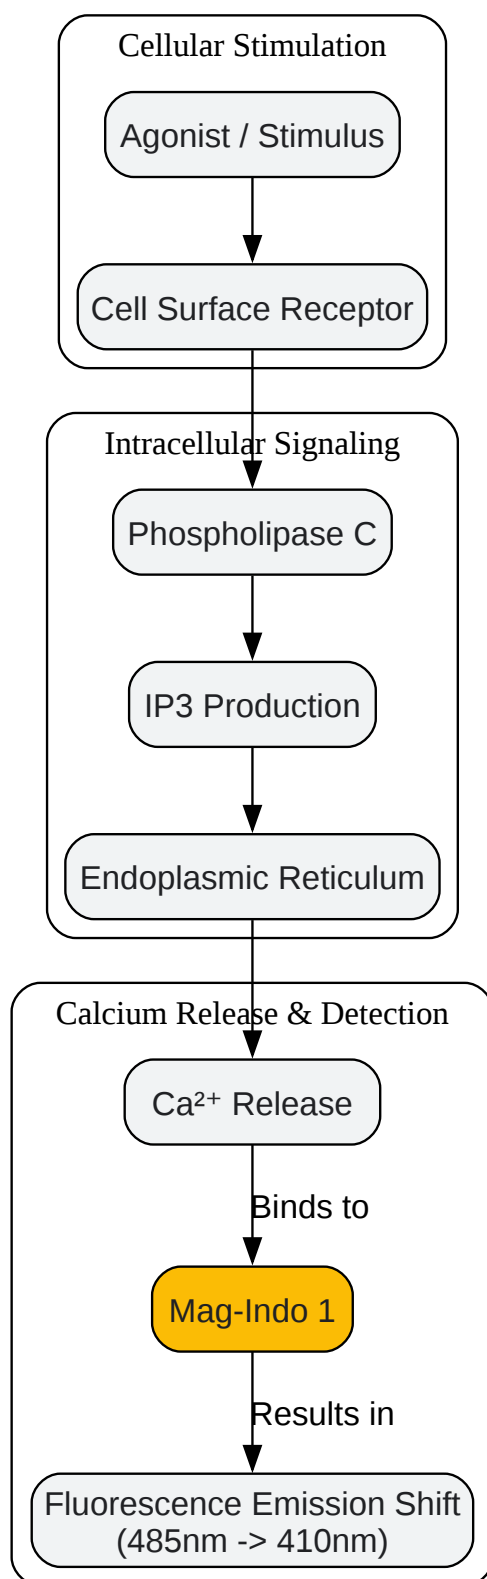 Cellular Stimulation
Agonist / Stimulus
Cell Surface Receptor
Intracellular Signaling
Phospholipase C
IP3 Production
Endoplasmic Reticulum
Calcium Release & Detection
Ca²⁺ Release
Binds to
Mag-Indo 1
Results in
Fluorescence Emission Shift
(485nm -> 410nm)